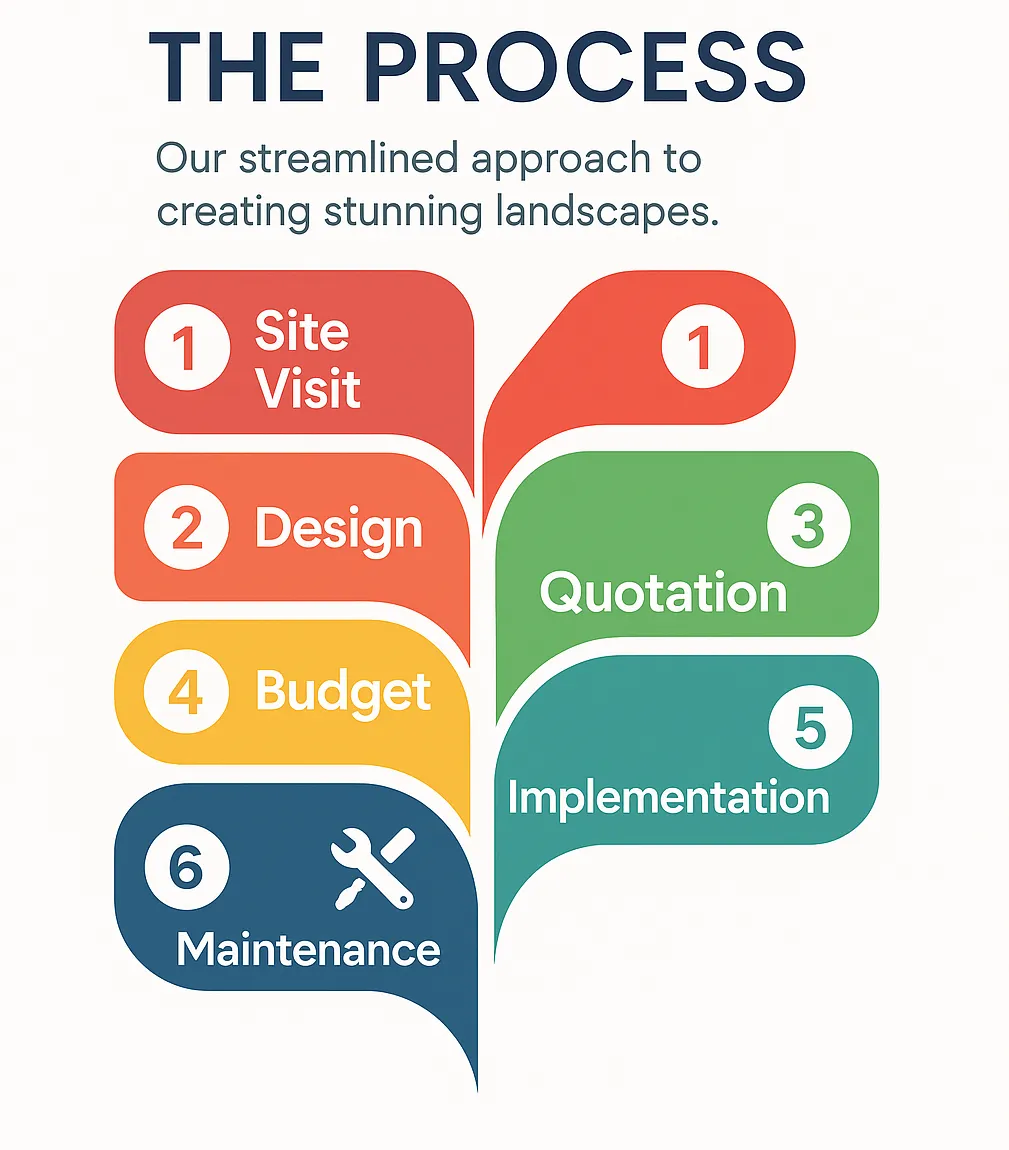 THE PROCESS
Our streamlined approach to
creating stunning landscapes.
1
Site
Visit
1
2
Design
3
Quotation
4
Budget
5
Implementation
6
Maintenance